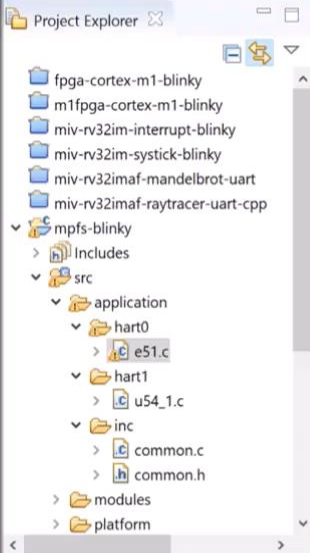 Project Explorer
fpga-cortex-m1-blinky
m1fpga-cortex-m1-blinky
miv-rv32im-interrupt-blinky
miv-rv32im-systick-blinky
miv-rv32imaf-mandelbrot-uart
miv-rv32imaf-raytracer-uart-cpp
mpfs-blinky
Includes
src
application
hart0
e51.c
hart1
u54_1.c
inc
common.c
common.h
modules
platform